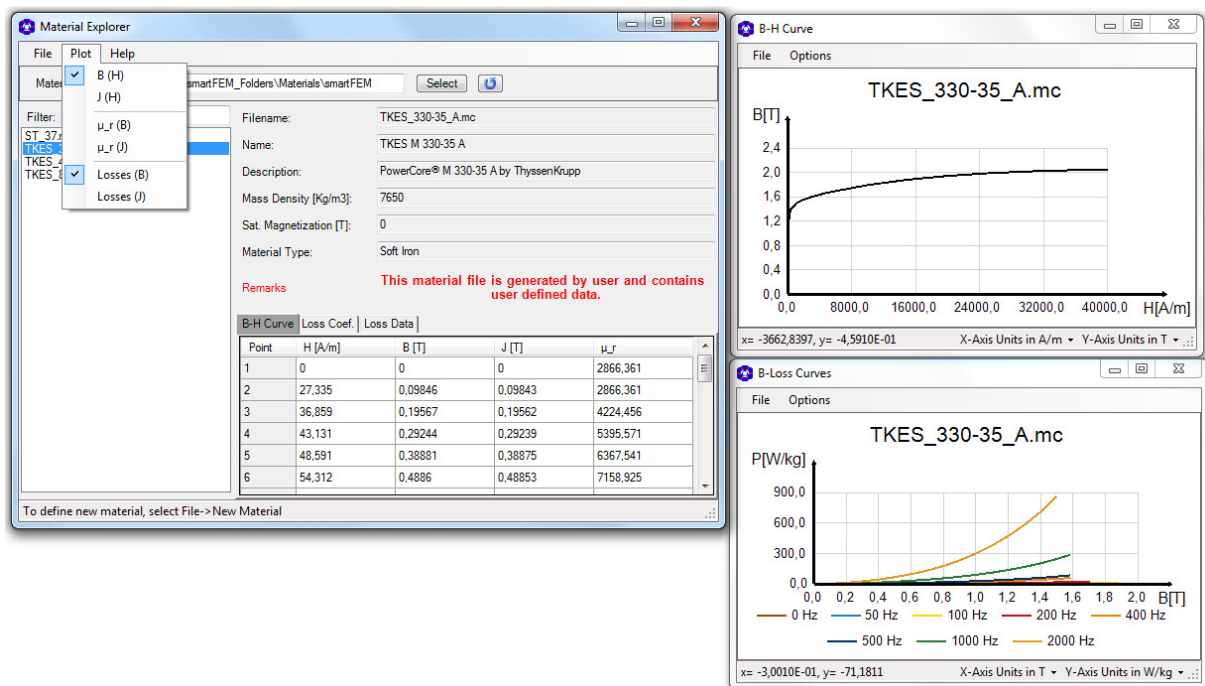 Material Explorer
File Plot Help
B (H)
J (H)
μ_r (B)
μ_r (J)
Losses (B)
Losses (J)
smartFEM_Folders\Materials\smartFEM
Select
Filter:
Filename: TKES_330-35_A.mc
Name: TKES M 330-35 A
Description: PowerCore® M 330-35 A by ThyssenKrupp
Mass Density [Kg/m3]: 7650
Sat. Magnetization [T]: 0
Material Type: Soft Iron
Remarks
This material file is generated by user and contains
user defined data.
B-H Curve Loss Coef. Loss Data
Point H [A/m] B [T] J [T] μ_r
1 0 0 0 2866,361
2 27,335 0,09846 0,09843 2866,361
3 36,859 0,19567 0,19562 4224,456
4 43,131 0,29244 0,29239 5395,571
5 48,591 0,38881 0,38875 6367,541
6 54,312 0,4886 0,48853 7158,925
To define new material, select File->New Material
B-H Curve
File Options
TKES_330-35_A.mc
B[T]
2,4
2,0
1,6
1,2
0,8
0,4
0,0
0,0 8000,0 16000,0 24000,0 32000,0 40000,0 H[A/m]
x= -3662,8397, y= -4,5910E-01 X-Axis Units in A/m Y-Axis Units in T
B-Loss Curves
File Options
TKES_330-35_A.mc
P[W/kg]
900,0
600,0
300,0
0,0
0,0 0,2 0,4 0,6 0,8 1,0 1,2 1,4 1,6 1,8 2,0 B[T]
0 Hz 50 Hz 100 Hz 200 Hz 400 Hz
500 Hz 1000 Hz 2000 Hz
x= -3,0010E-01, y= -71,1811 X-Axis Units in T Y-Axis Units in W/kg